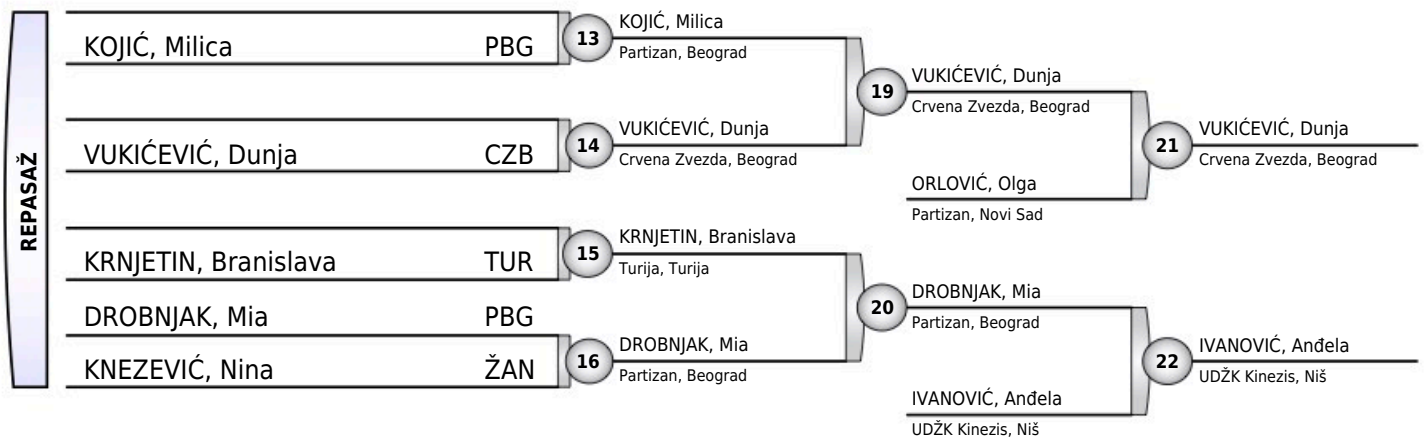 REPASAŽ
KOJIĆ, Milica PBG
VUKIĆEVIĆ, Dunja CZB
KRNJETIN, Branislava TUR
DROBNJAK, Mia PBG
KNEZEVIĆ, Nina ŽAN
13
KOJIĆ, Milica
Partizan, Beograd
14
VUKIĆEVIĆ, Dunja
Crvena Zvezda, Beograd
15
KRNJETIN, Branislava
Turija, Turija
16
DROBNJAK, Mia
Partizan, Beograd
19
VUKIĆEVIĆ, Dunja
Crvena Zvezda, Beograd
ORLOVIĆ, Olga
Partizan, Novi Sad
20
DROBNJAK, Mia
Partizan, Beograd
IVANOVIĆ, Anđela
UDŽK Kinezis, Niš
21
VUKIĆEVIĆ, Dunja
Crvena Zvezda, Beograd
22
IVANOVIĆ, Anđela
UDŽK Kinezis, Niš